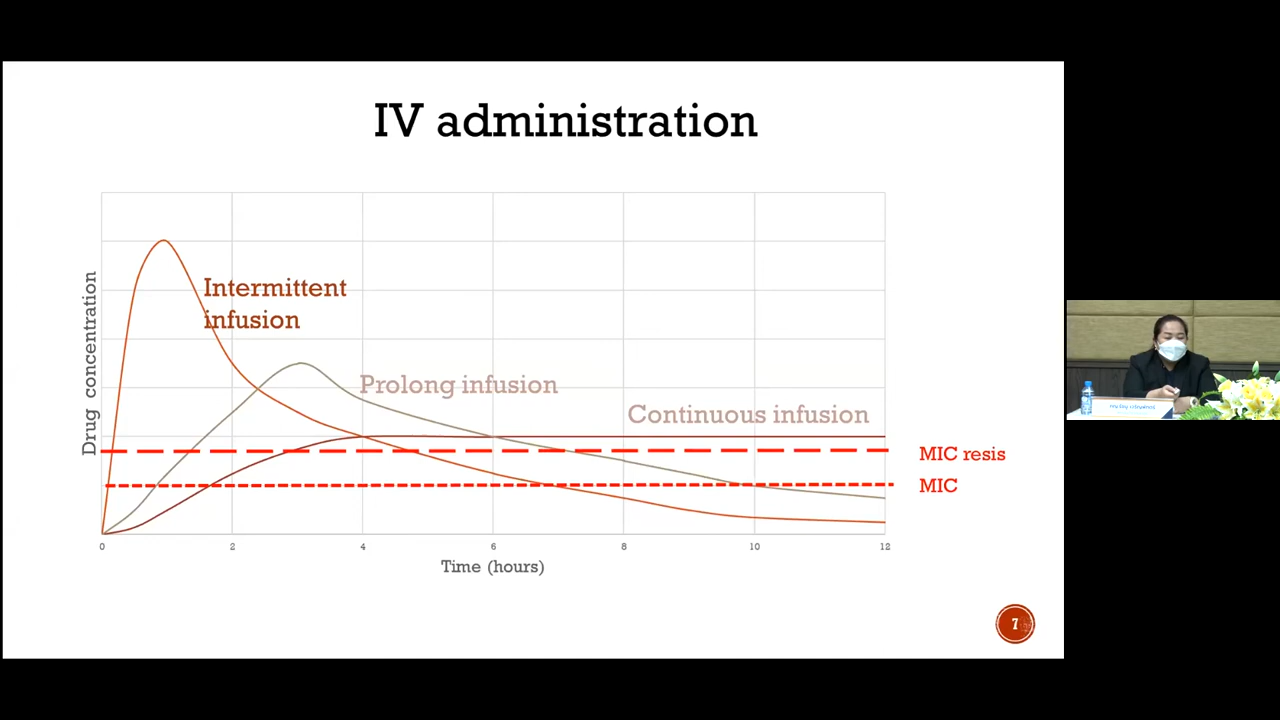 IV administration
Drug concentration
Intermittent
infusion
Prolong infusion
Continuous infusion
MIC resis
MIC
0 2 4 6 8 10 12
Time (hours)
7